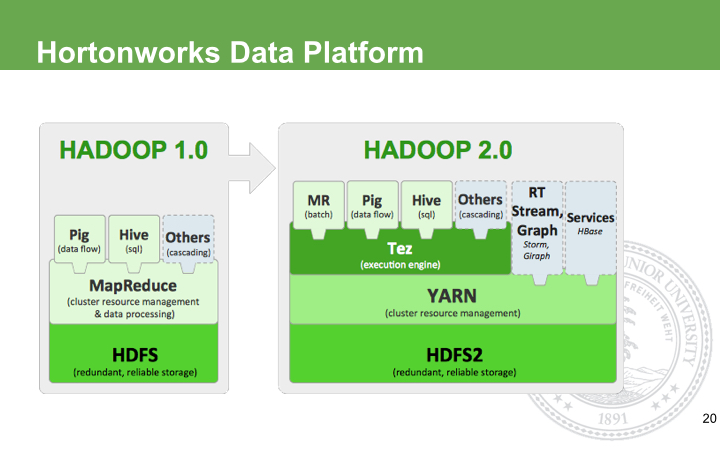 Hortonworks Data Platform
HADOOP 1.0
Pig
(data flow)
Hive
(sql)
Others
(cascading)
MapReduce
(cluster resource management
& data processing)
HDFS
(redundant, reliable storage)
HADOOP 2.0
MR
(batch)
Pig
(data flow)
Hive
(sql)
Others
(cascading)
RT
Stream,
Graph
Storm,
Giraph
Services
HBase
Tez
(execution engine)
YARN
(cluster resource management)
HDFS2
(redundant, reliable storage)
UNIOR UNIVERSITY
FREIHEIT WEHT
1891
20